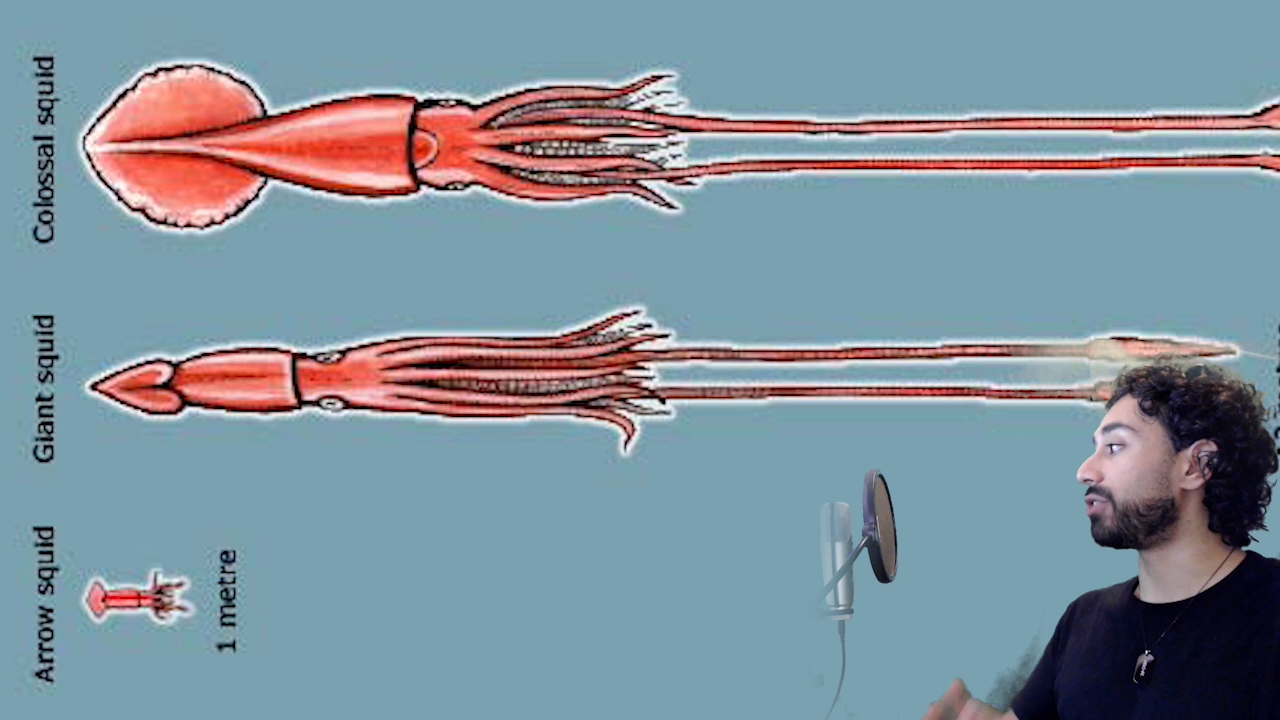 Colossal squid
Giant squid
Arrow squid
1 metre